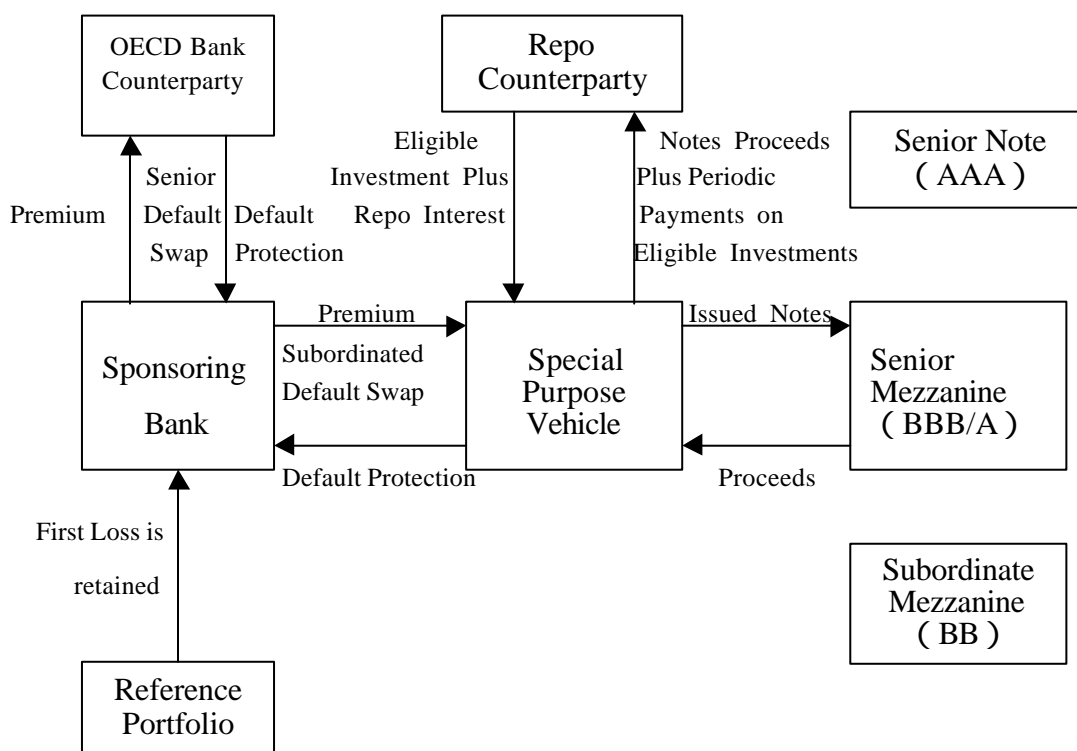 OECD Bank
Counterparty
Repo
Counterparty
Senior Note
( AAA )
Premium
Senior
Default
Swap
Default
Protection
Eligible
Investment Plus
Repo Interest
Notes Proceeds
Plus Periodic
Payments on
Eligible Investments
Sponsoring
Bank
Premium
Subordinated
Default Swap
Default Protection
Special
Purpose
Vehicle
Issued Notes
Proceeds
Senior
Mezzanine
( BBB/A )
First Loss is
retained
Subordinate
Mezzanine
( BB )
Reference
Portfolio